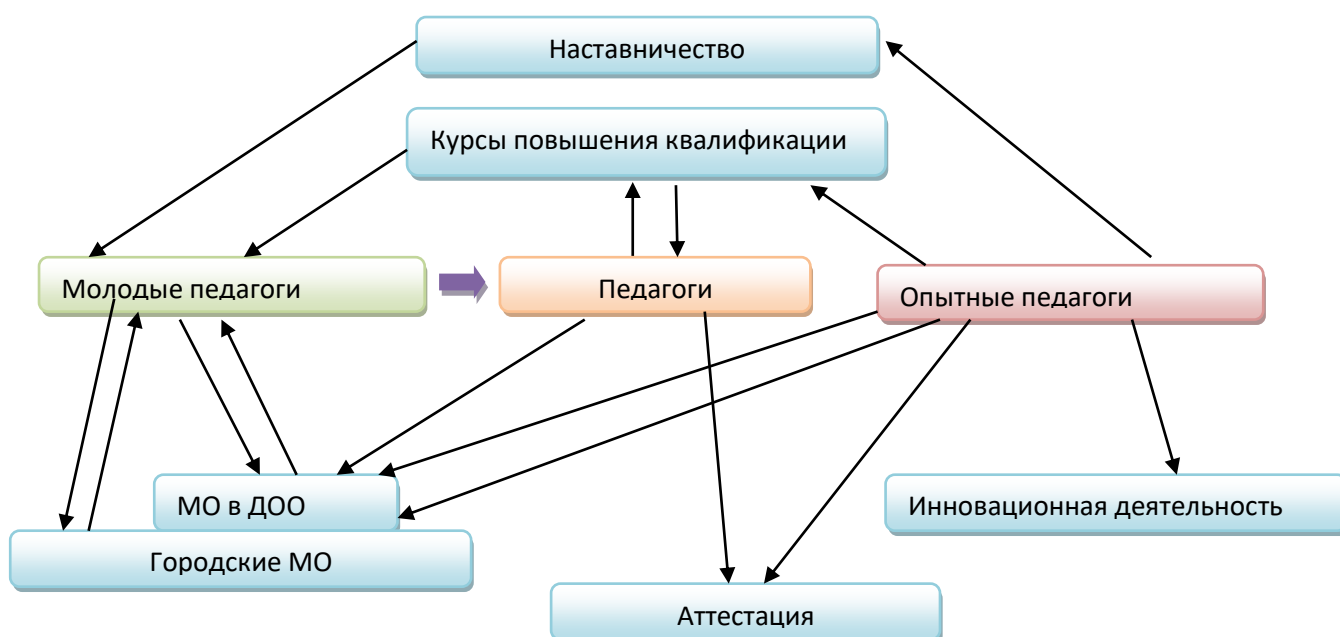 Наставничество
Курсы повышения квалификации
Молодые педагоги
Педагоги
Опытные педагоги
МО в ДОО
Инновационная деятельность
Городские МО
Аттестация